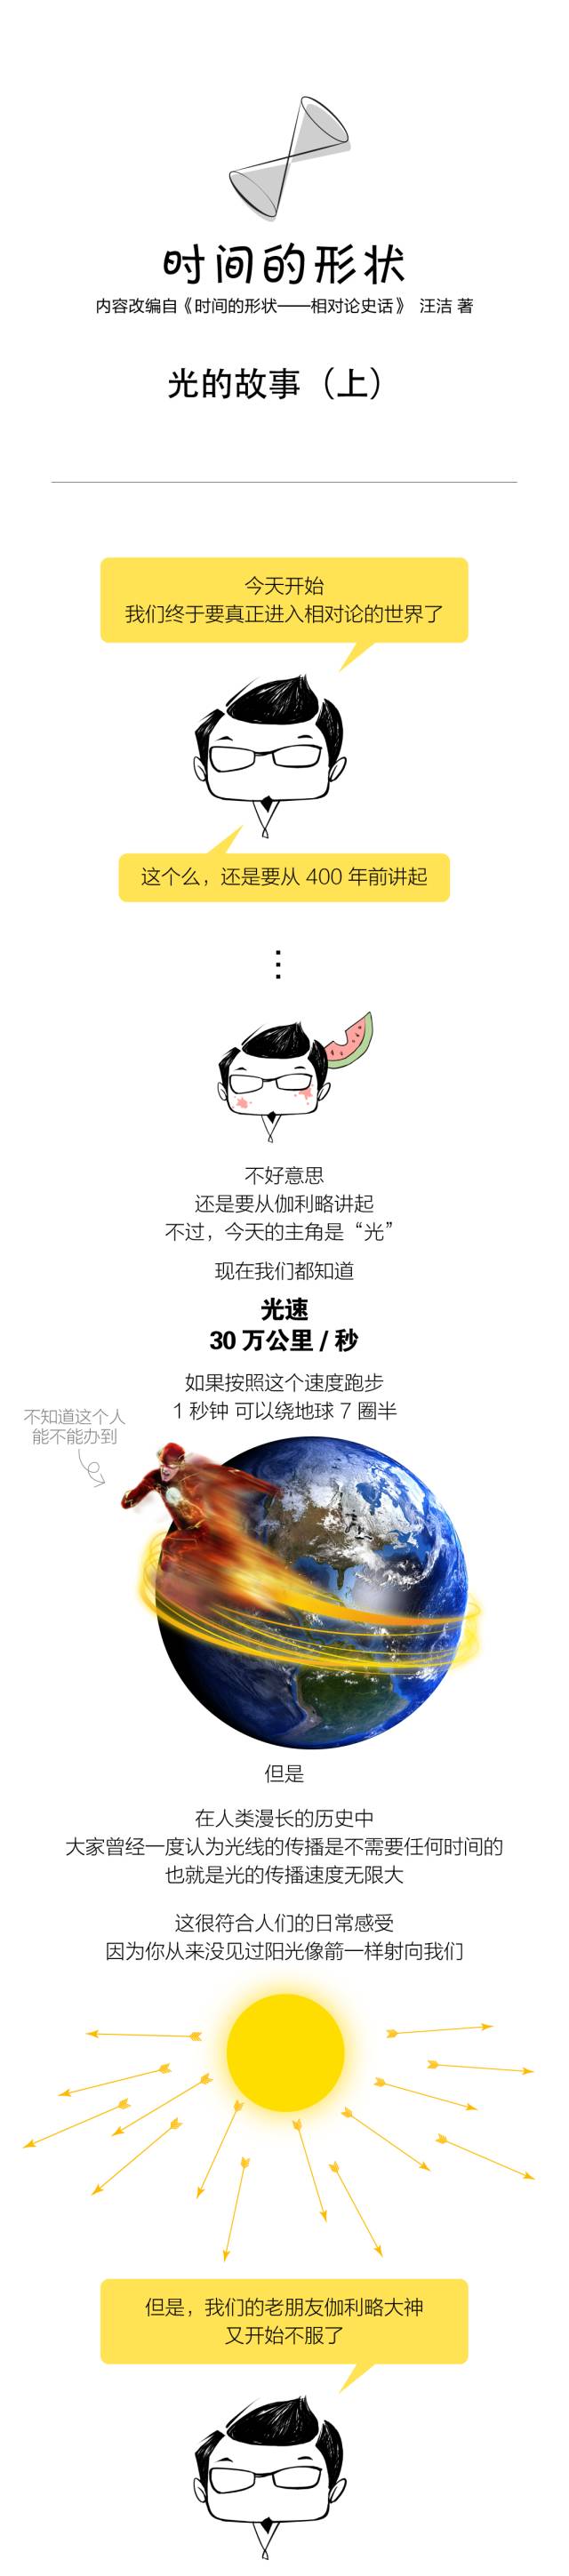 时间的形状
内容改编自《时间的形状——相对论史话》 汪洁 著
光的故事（上）
今天开始
我们终于要真正进入相对论的世界了
这个么，还是要从 400 年前讲起
不好意思
还是要从伽利略讲起
不过，今天的主角是“光”
现在我们都知道
光速
30 万公里 / 秒
如果按照这个速度跑步
1 秒钟 可以绕地球 7 圈半
不知道这个人
能不能办到
但是
在人类漫长的历史中
大家曾经一度认为光线的传播是不需要任何时间的
也就是光的传播速度无限大
这很符合人们的日常感受
因为你从来没见过阳光像箭一样射向我们
但是，我们的老朋友伽利略大神
又开始不服了